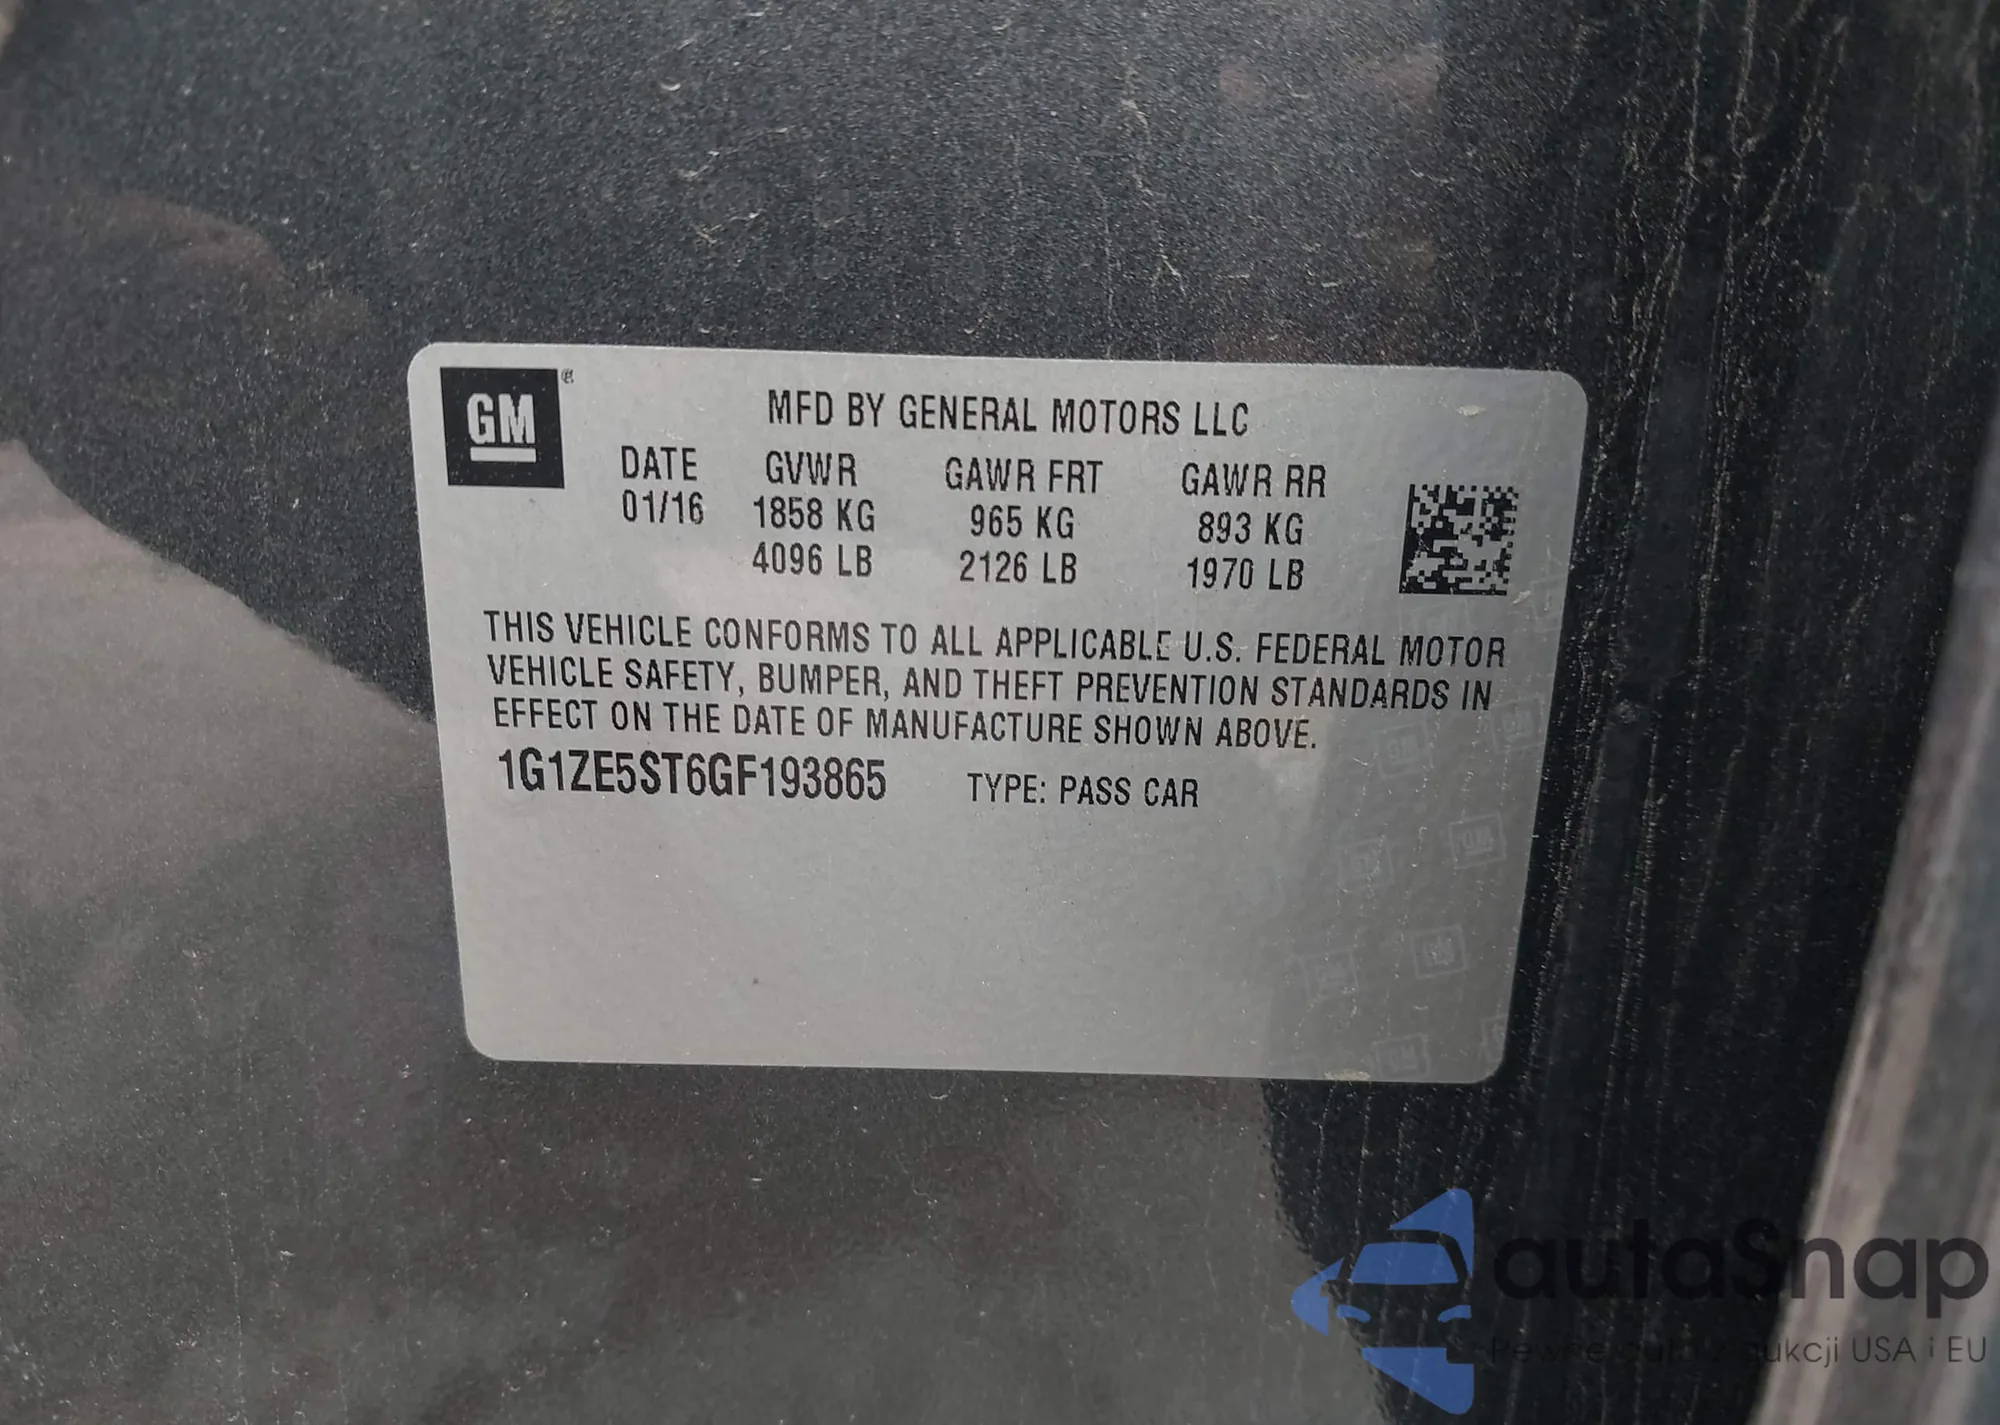 GM
MFD BY GENERAL MOTORS LLC
DATE GVWR GAWR FRT GAWR RR
01/16 1858 KG 965 KG 893 KG
4096 LB 2126 LB 1970 LB
THIS VEHICLE CONFORMS TO ALL APPLICABLE U.S. FEDERAL MOTOR
VEHICLE SAFETY, BUMPER, AND THEFT PREVENTION STANDARDS IN
EFFECT ON THE DATE OF MANUFACTURE SHOWN ABOVE.
1G1ZE5ST6GF193865 TYPE: PASS CAR
autaSnap
USA i EU